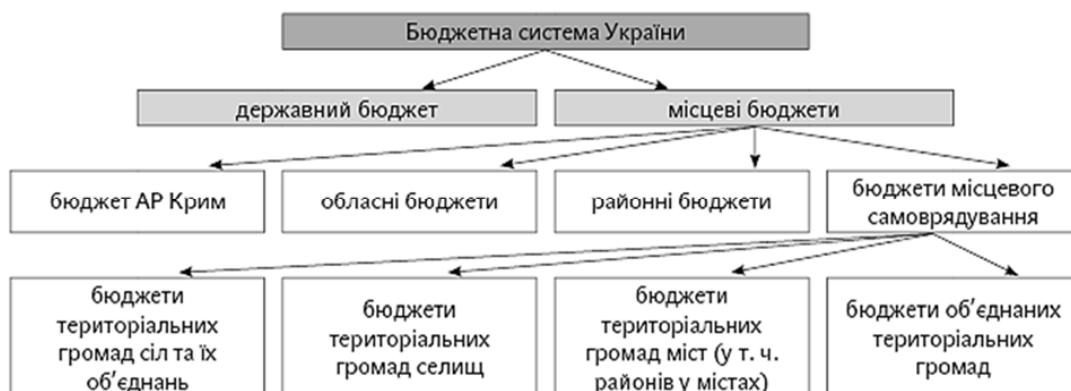 Бюджетна система України
державний бюджет
місцеві бюджети
бюджет АР Крим
обласні бюджети
районні бюджети
бюджети місцевого
самоврядування
бюджети
територіальних
громад сіл та їх
об’єднань
бюджети
територіальних
громад селищ
бюджети
територіальних
громад міст (у т. ч.
районів у містах)
бюджети об’єднаних
територіальних
громад